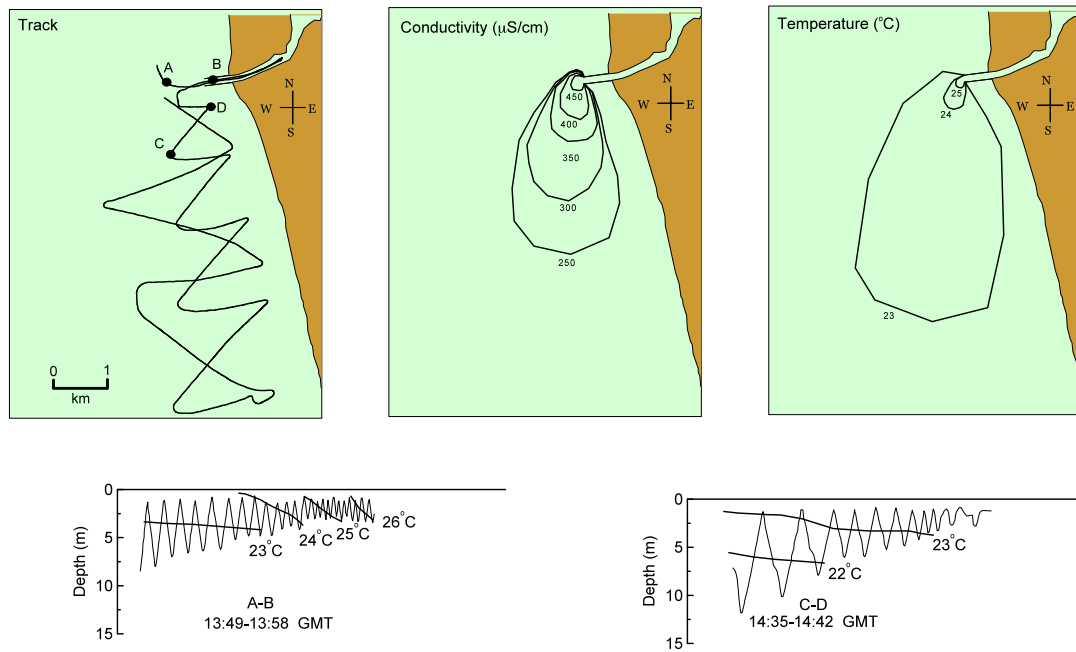 Track
A
B
N
W E
S
D
C
0 1
km
Conductivity (µS/cm)
450
400
350
300
250
N
W E
S
Temperature (°C)
25
24
23
N
W E
S
0
5
10
15
Depth (m)
23°C
24°C
25°C
26°C
A-B
13:49-13:58 GMT
0
5
10
15
Depth (m)
23°C
22°C
C-D
14:35-14:42 GMT